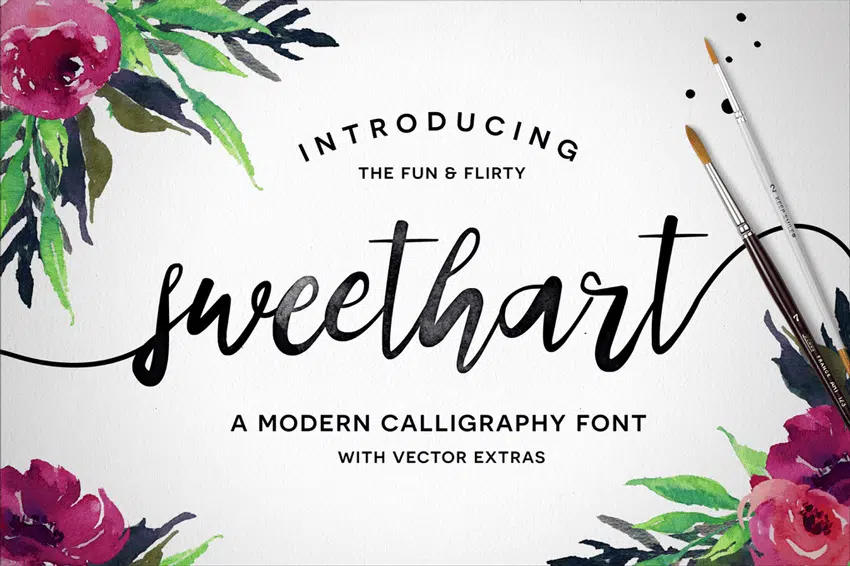 INTRODUCING
THE FUN & FLIRTY
sweethart
A MODERN CALLIGRAPHY FONT
WITH VECTOR EXTRAS